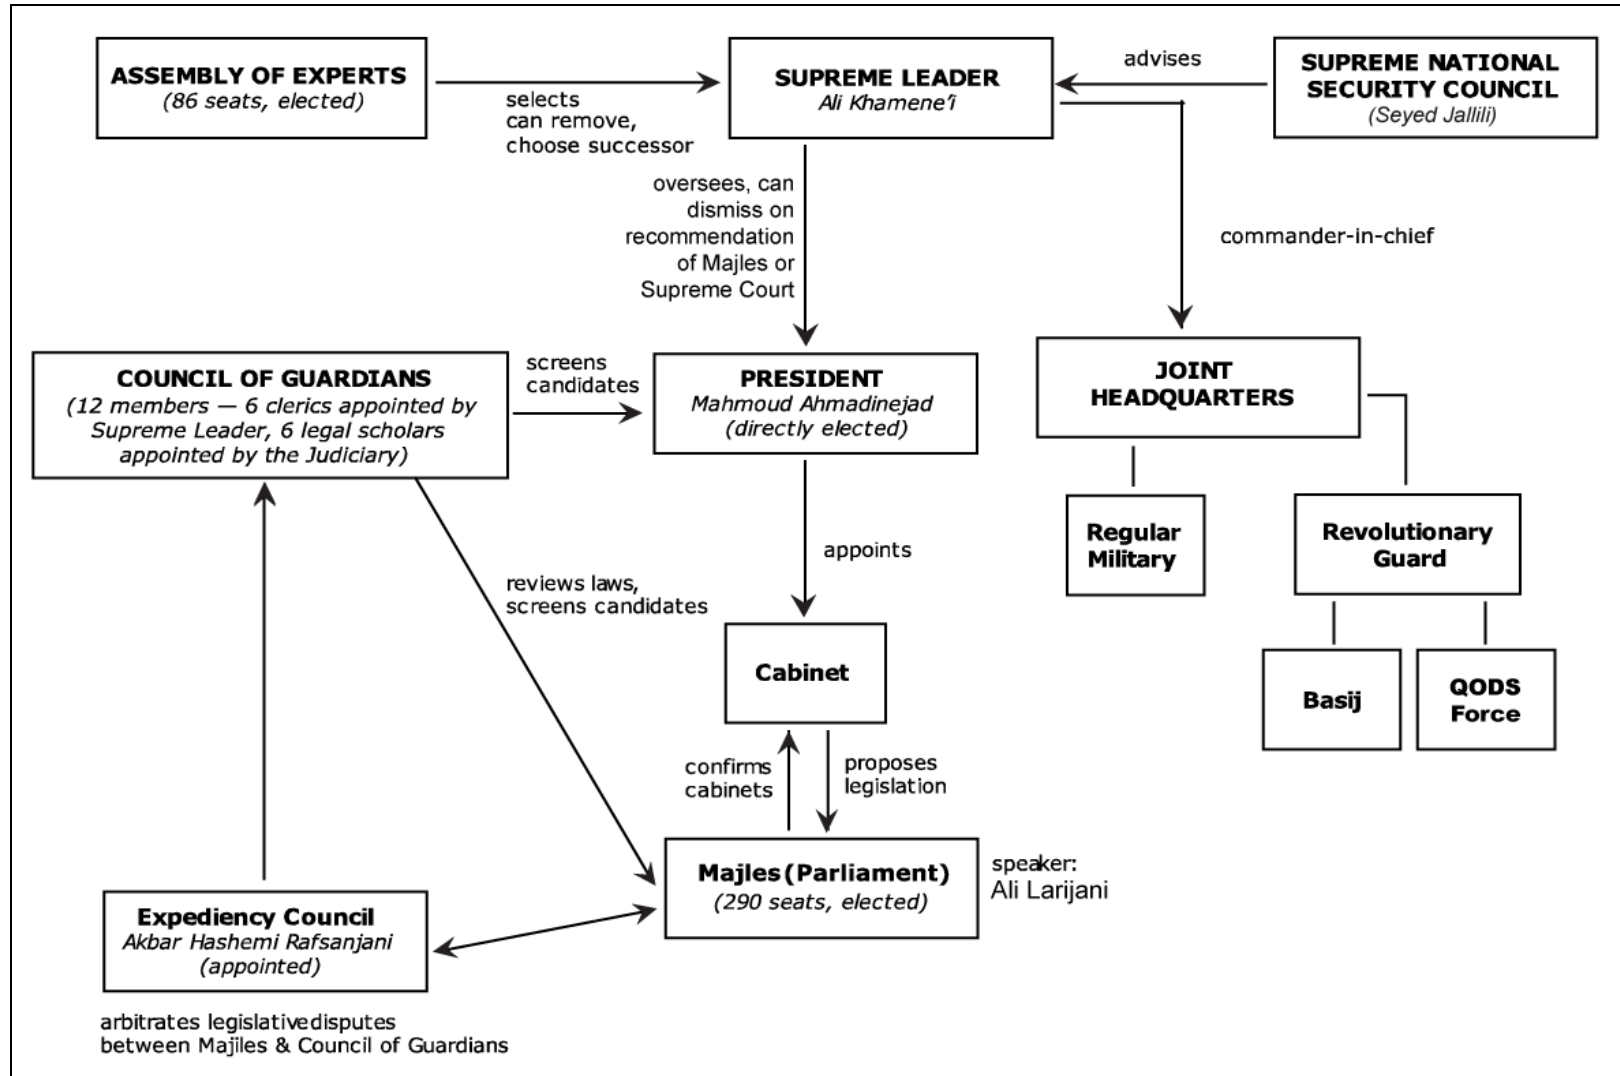 ASSEMBLY OF EXPERTS
(86 seats, elected)
selects
can remove,
choose successor
SUPREME LEADER
Ali Khamene'i
advises
SUPREME NATIONAL
SECURITY COUNCIL
(Seyed Jallili)
oversees, can
dismiss on
recommendation
of Majles or
Supreme Court
commander-in-chief
COUNCIL OF GUARDIANS
(12 members — 6 clerics appointed by
Supreme Leader, 6 legal scholars
appointed by the Judiciary)
screens
candidates
PRESIDENT
Mahmoud Ahmadinejad
(directly elected)
JOINT
HEADQUARTERS
Regular
Military
Revolutionary
Guard
appoints
reviews laws,
screens candidates
Cabinet
Basij
QODS
Force
confirms
cabinets
proposes
legislation
Majles (Parliament)
(290 seats, elected)
speaker:
Ali Larijani
Expediency Council
Akbar Hashemi Rafsanjani
(appointed)
arbitrates legislative disputes
between Majiles & Council of Guardians